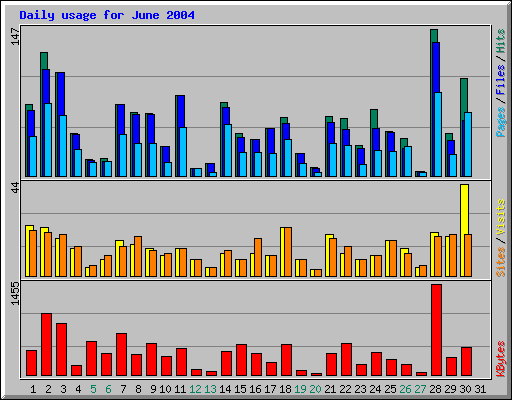 Daily usage for June 2004
147
Pages / Files / Hits
44
Sites / Visits
1455
KBytes
1 2 3 4 5 6 7 8 9 10 11 12 13 14 15 16 17 18 19 20 21 22 23 24 25 26 27 28 29 30 31